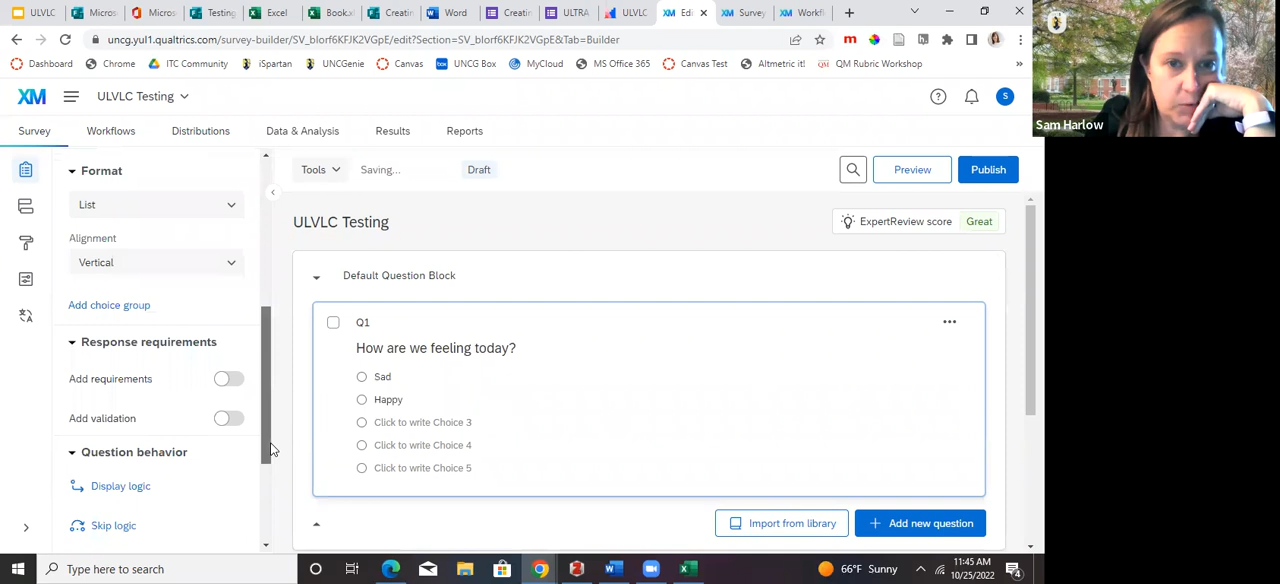 ULVLC
Micros
Micros
Testing
Excel
Book.x
Creatin
Word
Creatin
ULTRA
ULVLC
Edi
Survey
Workfl
uncg.yul1.qualtrics.com/survey-builder/SV_blorf6KFJK2VGpE/edit?Section=SV_blorf6KFJK2VGpE&Tab=Builder
Dashboard
Chrome
ITC Community
iSpartan
UNCGenie
Canvas
UNCG Box
MyCloud
MS Office 365
Canvas Test
Altmetric it!
QM Rubric Workshop
XM
ULVLC Testing
S
Sam Harlow
Survey
Workflows
Distributions
Data & Analysis
Results
Reports
Format
List
Alignment
Vertical
Add choice group
Response requirements
Add requirements
Add validation
Question behavior
Display logic
Skip logic
Tools
Saving...
Draft
Preview
Publish
ULVLC Testing
ExpertReview score
Great
Default Question Block
Q1
How are we feeling today?
Sad
Happy
Click to write Choice 3
Click to write Choice 4
Click to write Choice 5
Import from library
Add new question
Type here to search
66°F Sunny
11:45 AM
10/25/2022
4